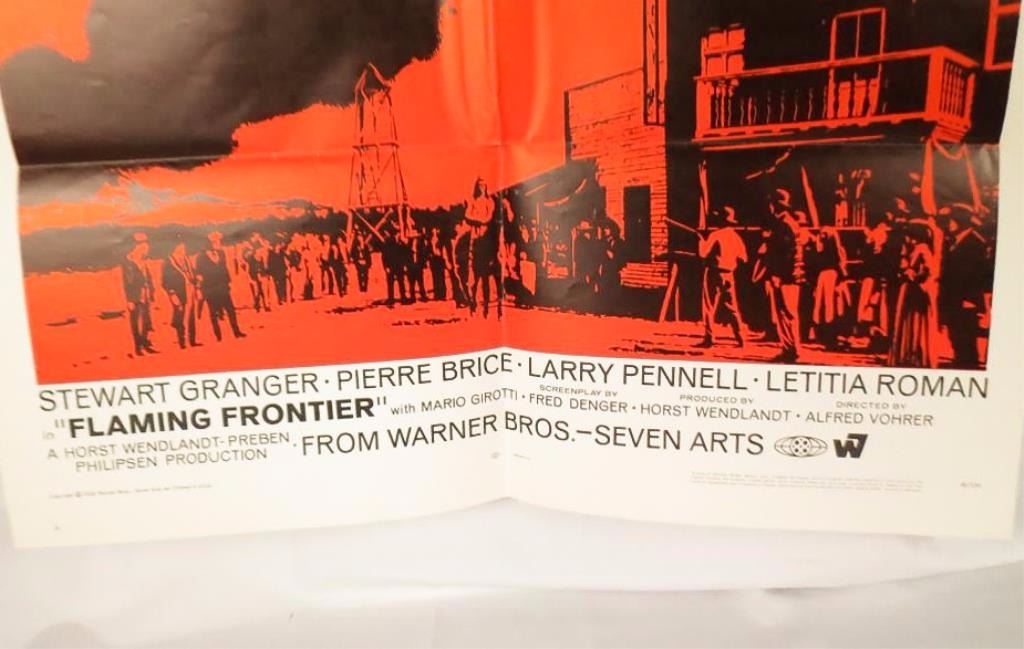 STEWART GRANGER · PIERRE BRICE · LARRY PENNELL · LETITIA ROMAN
in "FLAMING FRONTIER" with MARIO GIROTTI · SCREENPLAY BY FRED DENGER · PRODUCED BY HORST WENDLANDT · DIRECTED BY ALFRED VOHRER
A HORST WENDLANDT-PREBEN
PHILIPSEN PRODUCTION · FROM WARNER BROS.—SEVEN ARTS W7